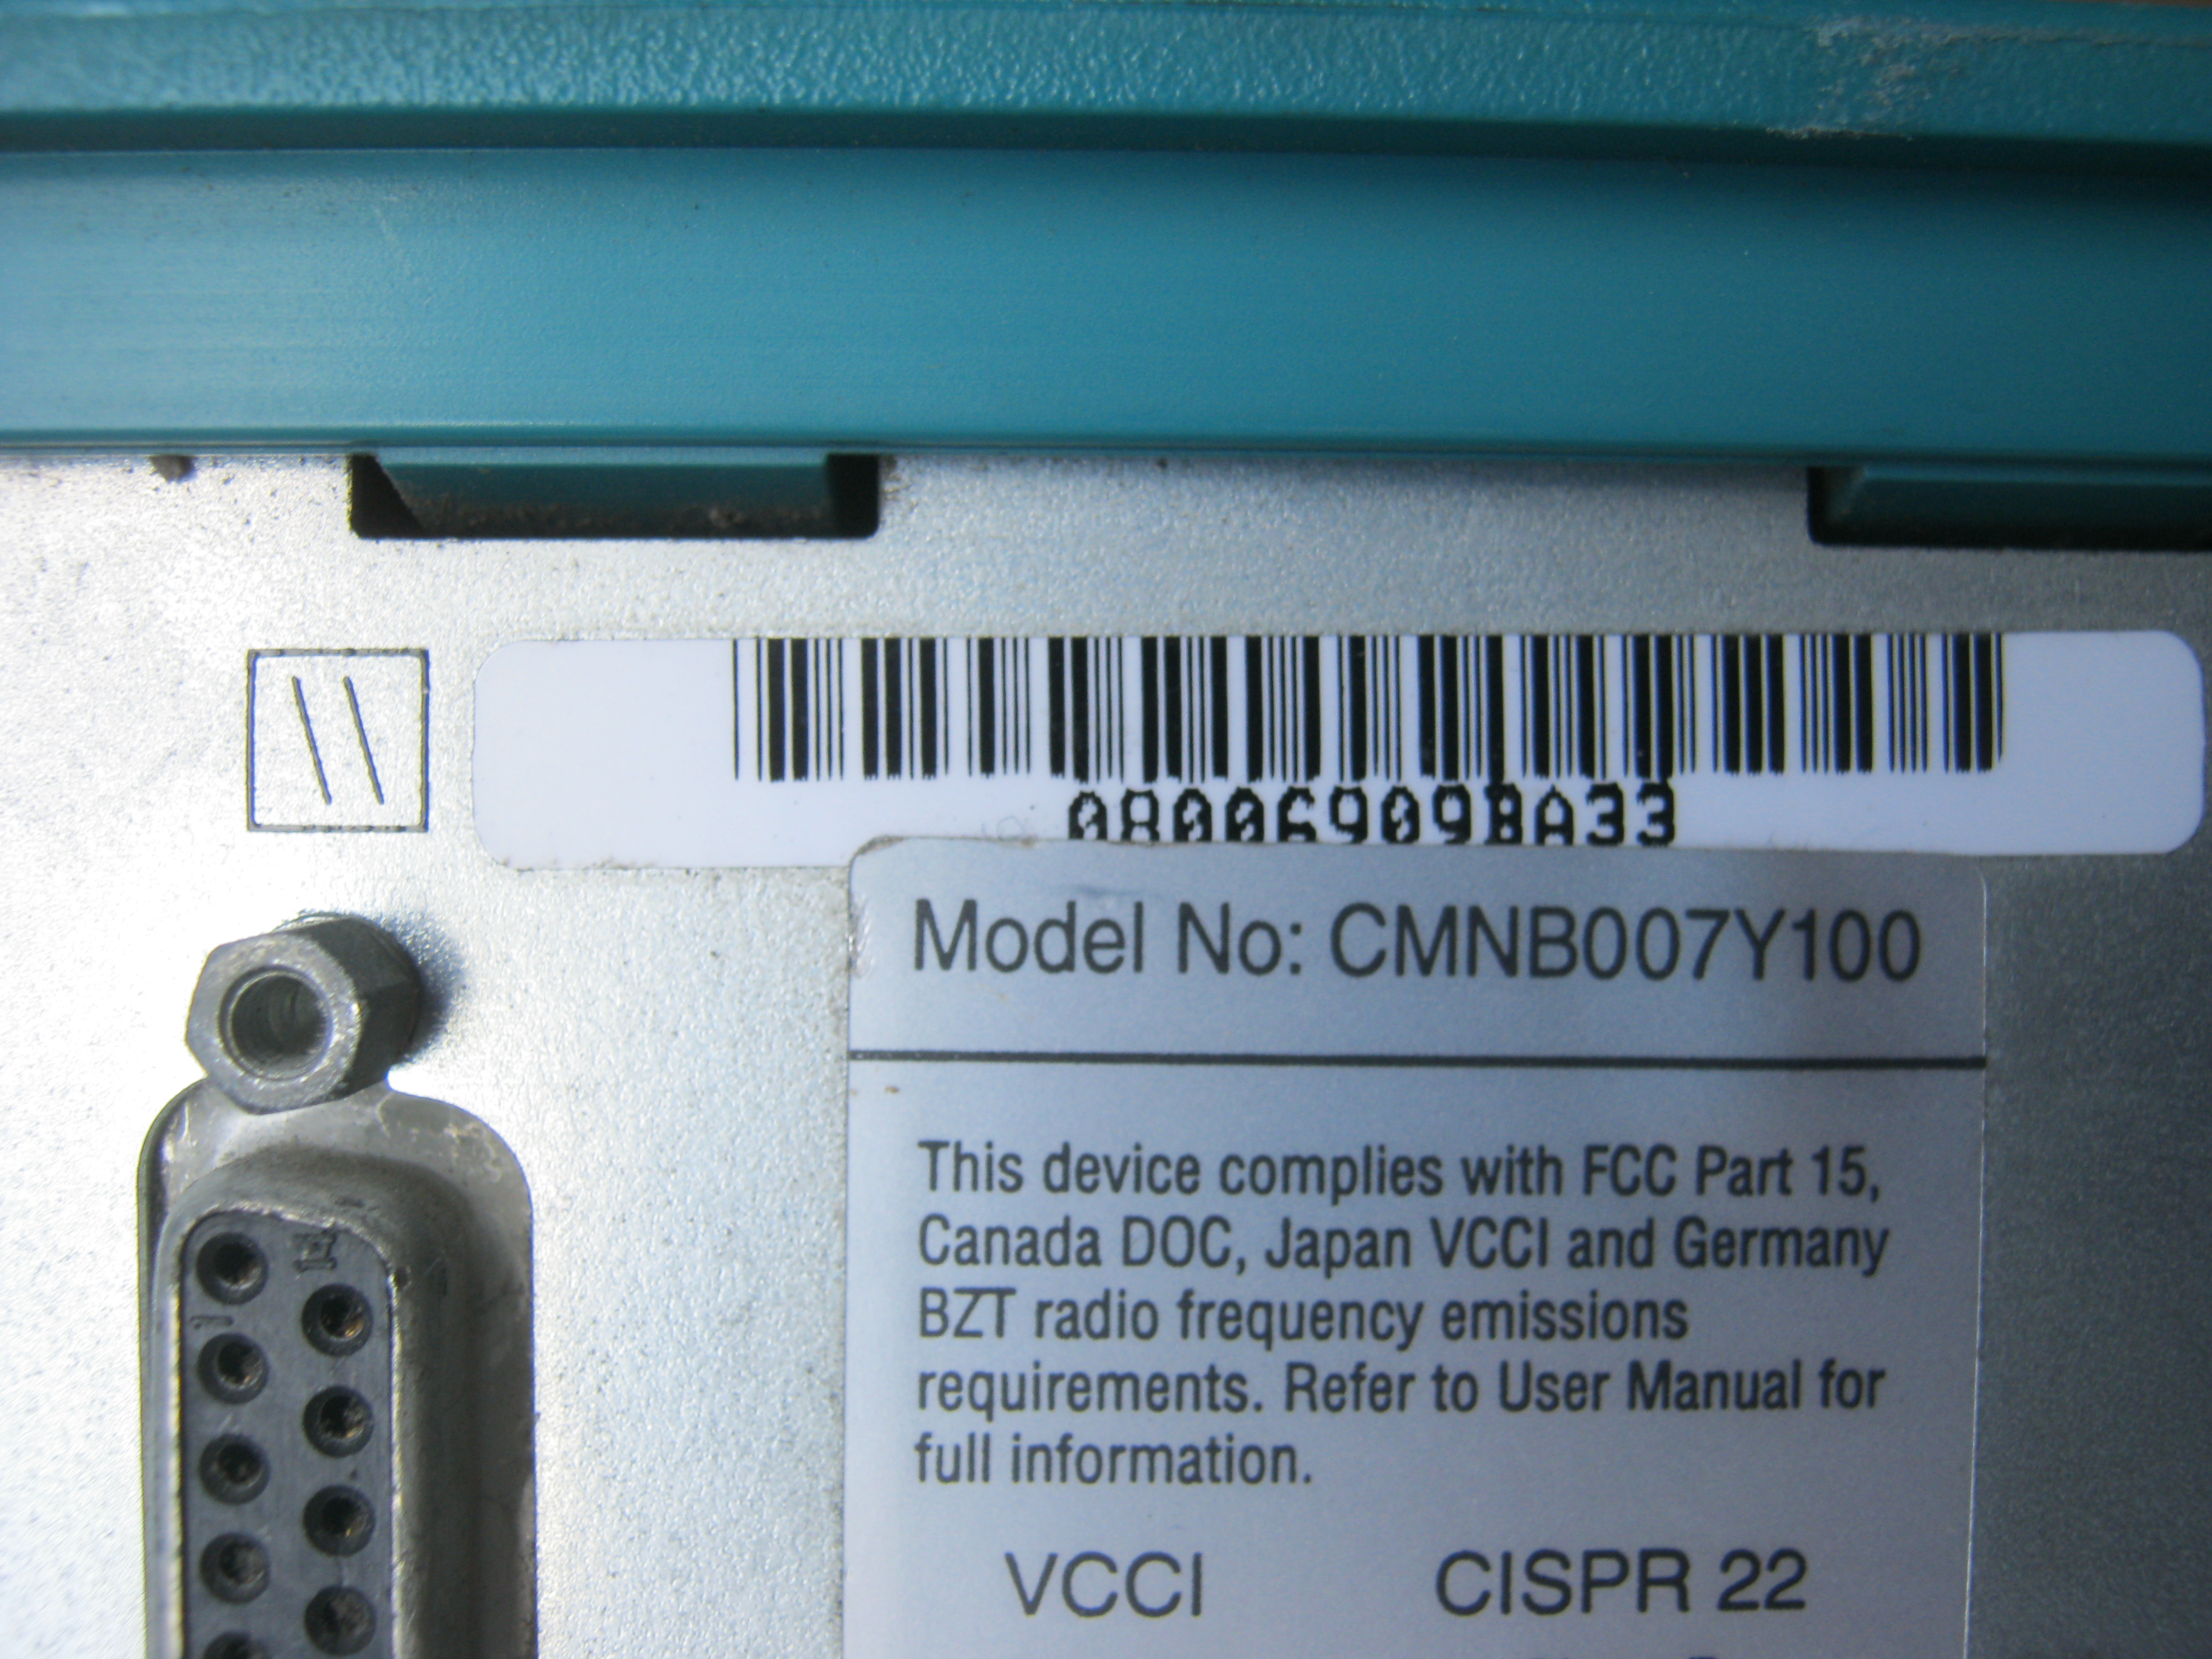 080069098A33
Model No: CMNB007Y100
This device complies with FCC Part 15,
Canada DOC, Japan VCCI and Germany
BZT radio frequency emissions
requirements. Refer to User Manual for
full information.
VCCI CISPR 22